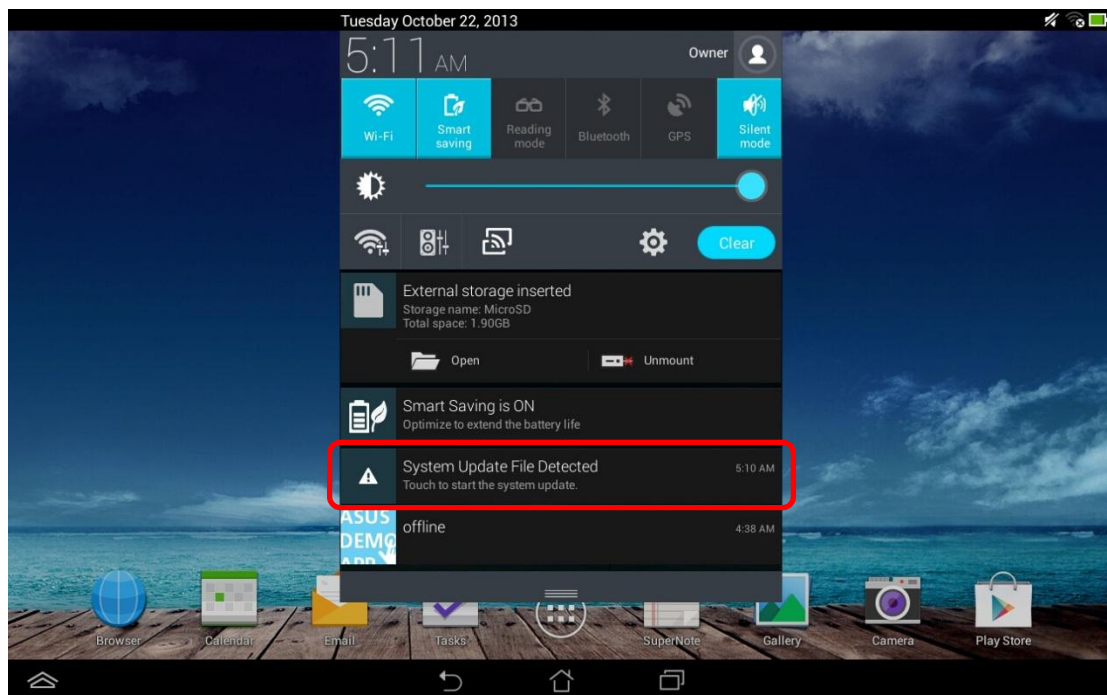 Tuesday October 22, 2013
5:11 AM
Owner
Wi-Fi
Smart saving
Reading mode
Bluetooth
GPS
Silent mode
Clear
External storage inserted
Storage name: MicroSD
Total space: 1.90GB
Open
Unmount
Smart Saving is ON
Optimize to extend the battery life
System Update File Detected
5:10 AM
Touch to start the system update.
ASUS
DEMO
APP
offline
4:38 AM
Browser
Calendar
Email
Tasks
SuperNote
Gallery
Camera
Play Store